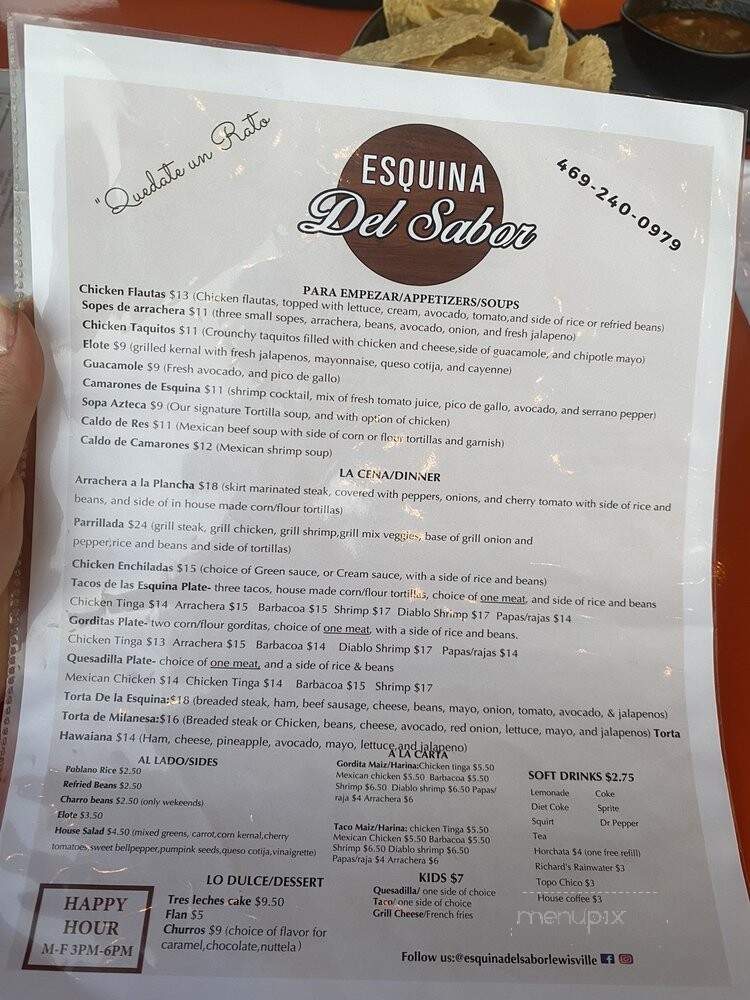 "Quedate un Rato
ESQUINA
Del Sabor
469-240-0979
PARA EMPEZAR/APPETIZERS/SOUPS
Chicken Flautas $13 (Chicken flautas, topped with lettuce, cream, avocado, tomato,and side of rice or refried beans)
Sopes de arrachera $11 (three small sopes, arrachera, beans, avocado, onion, and fresh jalapeno)
Chicken Taquitos $11 (Crounchy taquitos filled with chicken and cheese,side of guacamole, and chipotle mayo)
Elote $9 (grilled kernal with fresh jalapenos, mayonnaise, queso cotija, and cayenne)
Guacamole $9 (Fresh avocado, and pico de gallo)
Camarones de Esquina $11 (shrimp cocktail, mix of fresh tomato juice, pico de gallo, avocado, and serrano pepper)
Sopa Azteca $9 (Our signature Tortilla soup, and with option of chicken)
Caldo de Res $11 (Mexican beef soup with side of corn or flour tortillas and garnish)
Caldo de Camarones $12 (Mexican shrimp soup)
LA CENA/DINNER
Arrachera a la Plancha $18 (skirt marinated steak, covered with peppers, onions, and cherry tomato with side of rice and
beans, and side of in house made corn/flour tortillas)
Parrillada $24 (grill steak, grill chicken, grill shrimp,grill mix veggies, base of grill onion and
pepper,rice and beans and side of tortillas)
Chicken Enchiladas $15 (choice of Green sauce, or Cream sauce, with a side of rice and beans)
Tacos de las Esquina Plate- three tacos, house made corn/flour tortillas, choice of one meat, and side of rice and beans
Chicken Tinga $14 Arrachera $15 Barbacoa $15 Shrimp $17 Diablo Shrimp $17 Papas/rajas $14
Gorditas Plate- two corn/flour gorditas, choice of one meat, with a side of rice and beans.
Chicken Tinga $13 Arrachera $15 Barbacoa $14 Diablo Shrimp $17 Papas/rajas $14
Quesadilla Plate- choice of one meat, and a side of rice & beans
Mexican Chicken $14 Chicken Tinga $14 Barbacoa $15 Shrimp $17
Torta De la Esquina:$18 (breaded steak, ham, beef sausage, cheese, beans, mayo, onion, tomato, avocado, & jalapenos)
Torta de Milanesa:$16 (Breaded steak or Chicken, beans, cheese, avocado, red onion, lettuce, mayo, and jalapenos) Torta
Hawaiana $14 (Ham, cheese, pineapple, avocado, mayo, lettuce and jalapeno)
AL LADO/SIDES
Poblano Rice $2.50
Refried Beans $2.50
Charro beans $2.50 (only wekeends)
Elote $3.50
House Salad $4.50 (mixed greens, carrot,corn kernal,cherry
tomatoes,sweet bellpepper,pumpink seeds,queso cotija,vinaigrette)
A LA CARTA
Gordita Maiz/Harina:Chicken tinga $5.50
Mexican chicken $5.50 Barbacoa $5.50
Shrimp $6.50 Diablo shrimp $6.50 Papas/
raja $4 Arrachera $6
Taco Maiz/Harina: chicken Tinga $5.50
Mexican Chicken $5.50 Barbacoa $5.50
Shrimp $6.50 Diablo shrimp $6.50
Papas/raja $4 Arrachera $6
SOFT DRINKS $2.75
Lemonade Coke
Diet Coke Sprite
Squirt Dr.Pepper
Tea
Horchata $4 (one free refill)
Richard's Rainwater $3
Topo Chico $3
House coffee $3
HAPPY
HOUR
M-F 3PM-6PM
LO DULCE/DESSERT
Tres leches cake $9.50
Flan $5
Churros $9 (choice of flavor for
caramel,chocolate,nuttela)
KIDS $7
Quesadilla/ one side of choice
Taco/ one side of choice
Grill Cheese/French fries
menupix
Follow us:@esquinadelsaborlewisville